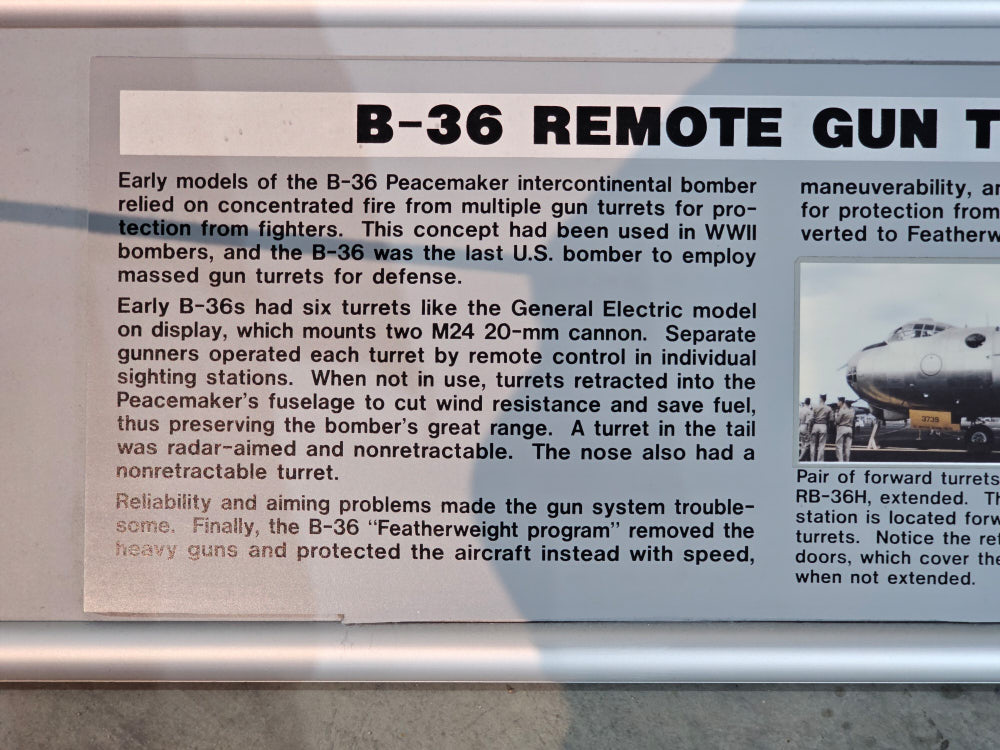 B-36 REMOTE GUN T
Early models of the B-36 Peacemaker intercontinental bomber
relied on concentrated fire from multiple gun turrets for pro-
tection from fighters. This concept had been used in WWII
bombers, and the B-36 was the last U.S. bomber to employ
massed gun turrets for defense.
Early B-36s had six turrets like the General Electric model
on display, which mounts two M24 20-mm cannon. Separate
gunners operated each turret by remote control in individual
sighting stations. When not in use, turrets retracted into the
Peacemaker's fuselage to cut wind resistance and save fuel,
thus preserving the bomber's great range. A turret in the tail
was radar-aimed and nonretractable. The nose also had a
nonretractable turret.
Reliability and aiming problems made the gun system trouble-
some. Finally, the B-36 "Featherweight program" removed the
heavy guns and protected the aircraft instead with speed,
maneuverability, an
for protection from
verted to Featherw
3739
Pair of forward turrets
RB-36H, extended. Th
station is located forw
turrets. Notice the ret
doors, which cover the
when not extended.